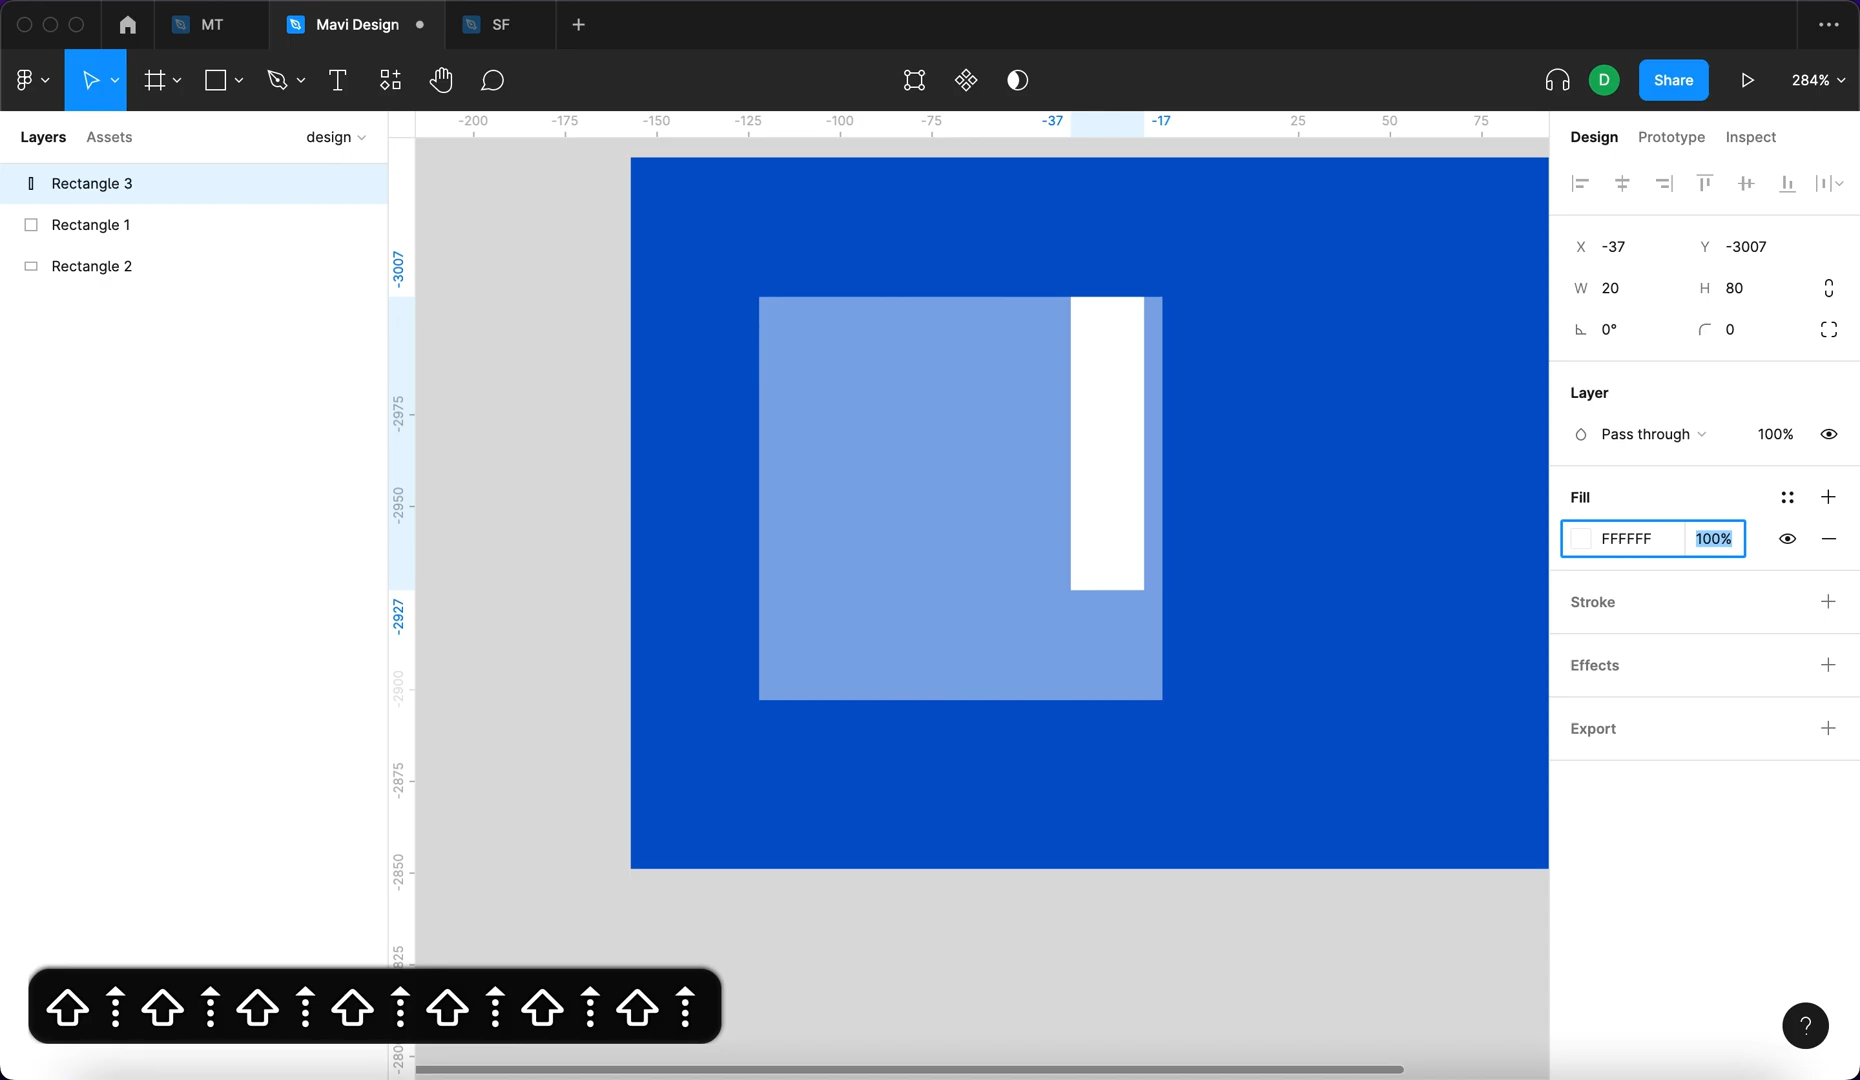 MT
Mavi Design
SF
Share
D
284%
Layers
Assets
design
-200
-175
-150
-125
-100
-75
-37
-17
25
50
75
Design
Prototype
Inspect
Rectangle 3
Rectangle 1
Rectangle 2
-3007
-2975
-2950
-2927
-2900
-2875
-2850
X -37
Y -3007
W 20
H 80
0°
0
Layer
Pass through
100%
Fill
FFFFFF
100%
Stroke
Effects
Export
?